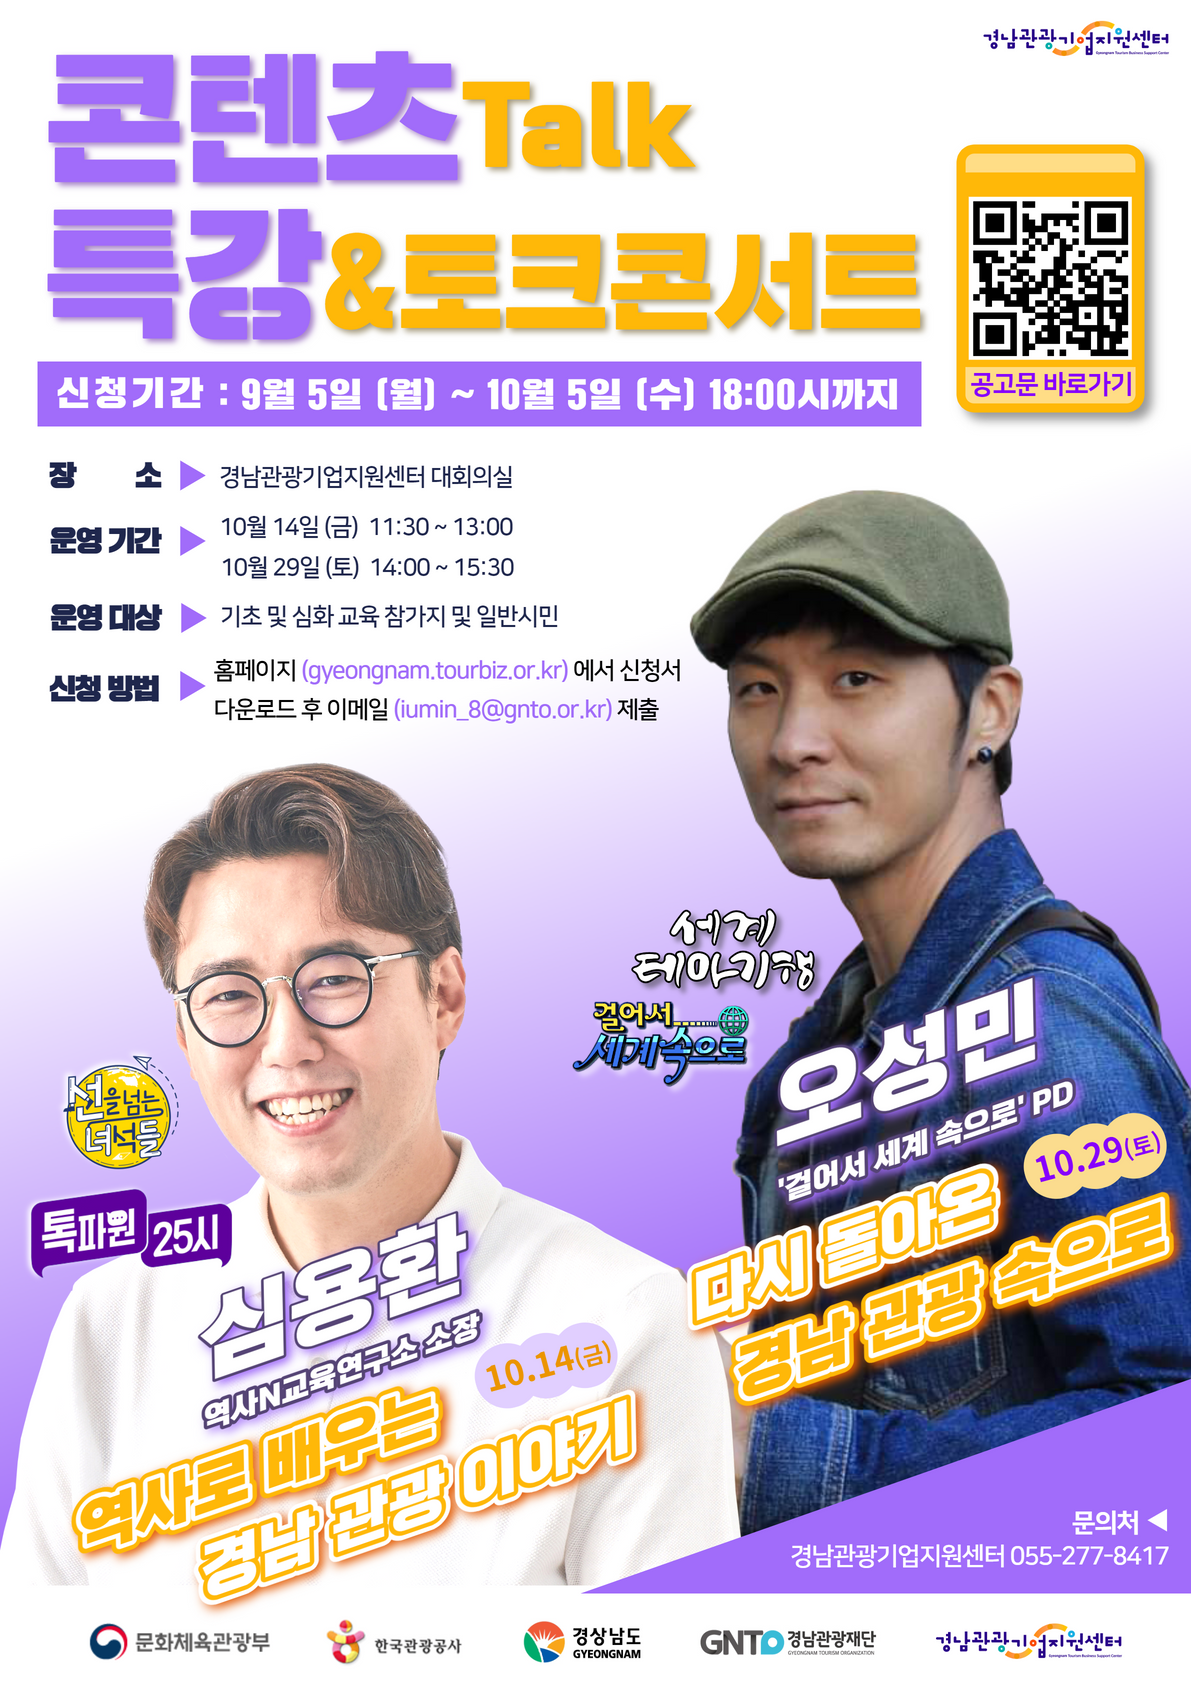 경남관광기업지원센터
Gyeongnam Tourism Business Support Center
콘텐츠Talk
특강&토크콘서트
공고문 바로가기
신청기간 : 9월 5일 (월) ~ 10월 5일 (수) 18:00시까지
장 소 ▶ 경남관광기업지원센터 대회의실
운영 기간 ▶ 10월 14일 (금) 11:30 ~ 13:00
10월 29일 (토) 14:00 ~ 15:30
운영 대상 ▶ 기초 및 심화 교육 참가지 및 일반시민
신청 방법 ▶ 홈페이지 (gyeongnam.tourbiz.or.kr) 에서 신청서
다운로드 후 이메일 (iumin_8@gnto.or.kr) 제출
세계
테마기행
걸어서
세계속으로
오성민
'걸어서 세계 속으로' PD
10.29(토)
다시 돌아온
경남 관광 속으로
선을넘는
녀석들
톡파원
25시
심용환
역사N교육연구소 소장
10.14(금)
역사로 배우는
경남 관광 이야기
문의처 ◀
경남관광기업지원센터 055-277-8417
문화체육관광부
한국관광공사
경상남도
GYEONGNAM
GNTO 경남관광재단
GYEONGNAM TOURISM ORGANIZATION
경남관광기업지원센터
Gyeongnam Tourism Business Support Center